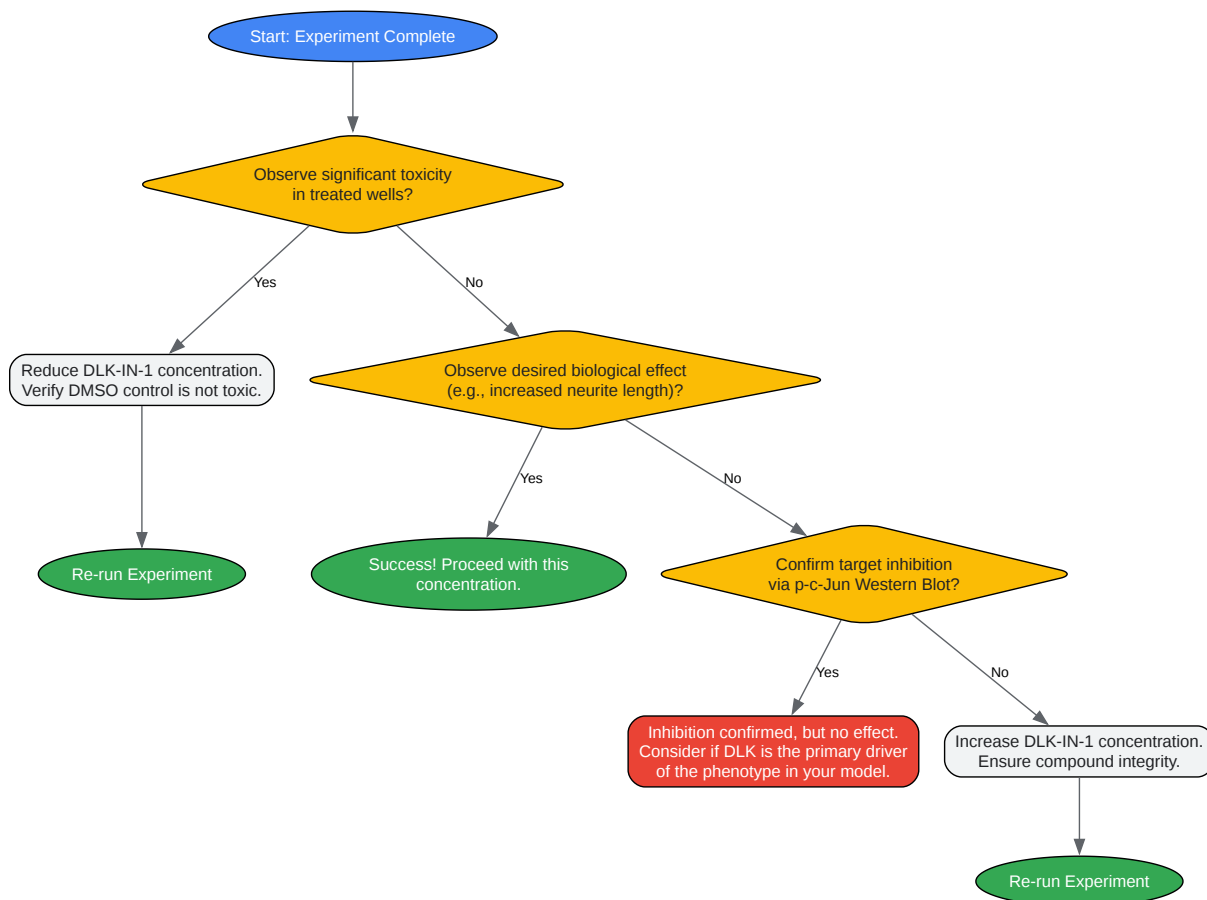 Start: Experiment Complete
Observe significant toxicity
in treated wells?
Yes
No
Reduce DLK-IN-1 concentration.
Verify DMSO control is not toxic.
Observe desired biological effect
(e.g., increased neurite length)?
Yes
No
Re-run Experiment
Success! Proceed with this
concentration.
Confirm target inhibition
via p-c-Jun Western Blot?
Yes
No
Inhibition confirmed, but no effect.
Consider if DLK is the primary driver
of the phenotype in your model.
Increase DLK-IN-1 concentration.
Ensure compound integrity.
Re-run Experiment